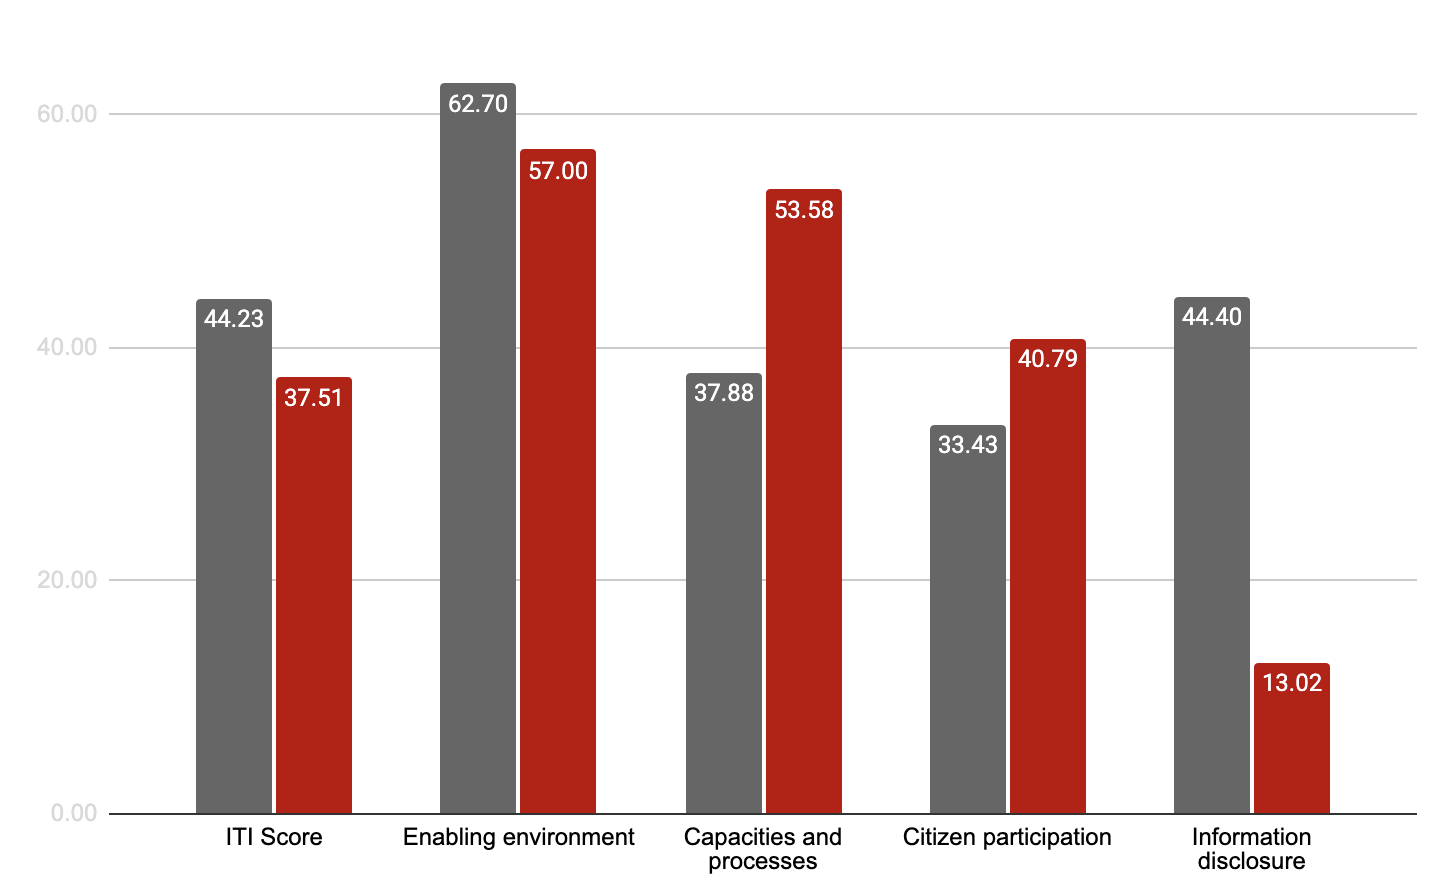 60.00
40.00
20.00
0.00
44.23
37.51
62.70
57.00
37.88
53.58
33.43
40.79
44.40
13.02
ITI Score
Enabling environment
Capacities and
processes
Citizen participation
Information
disclosure